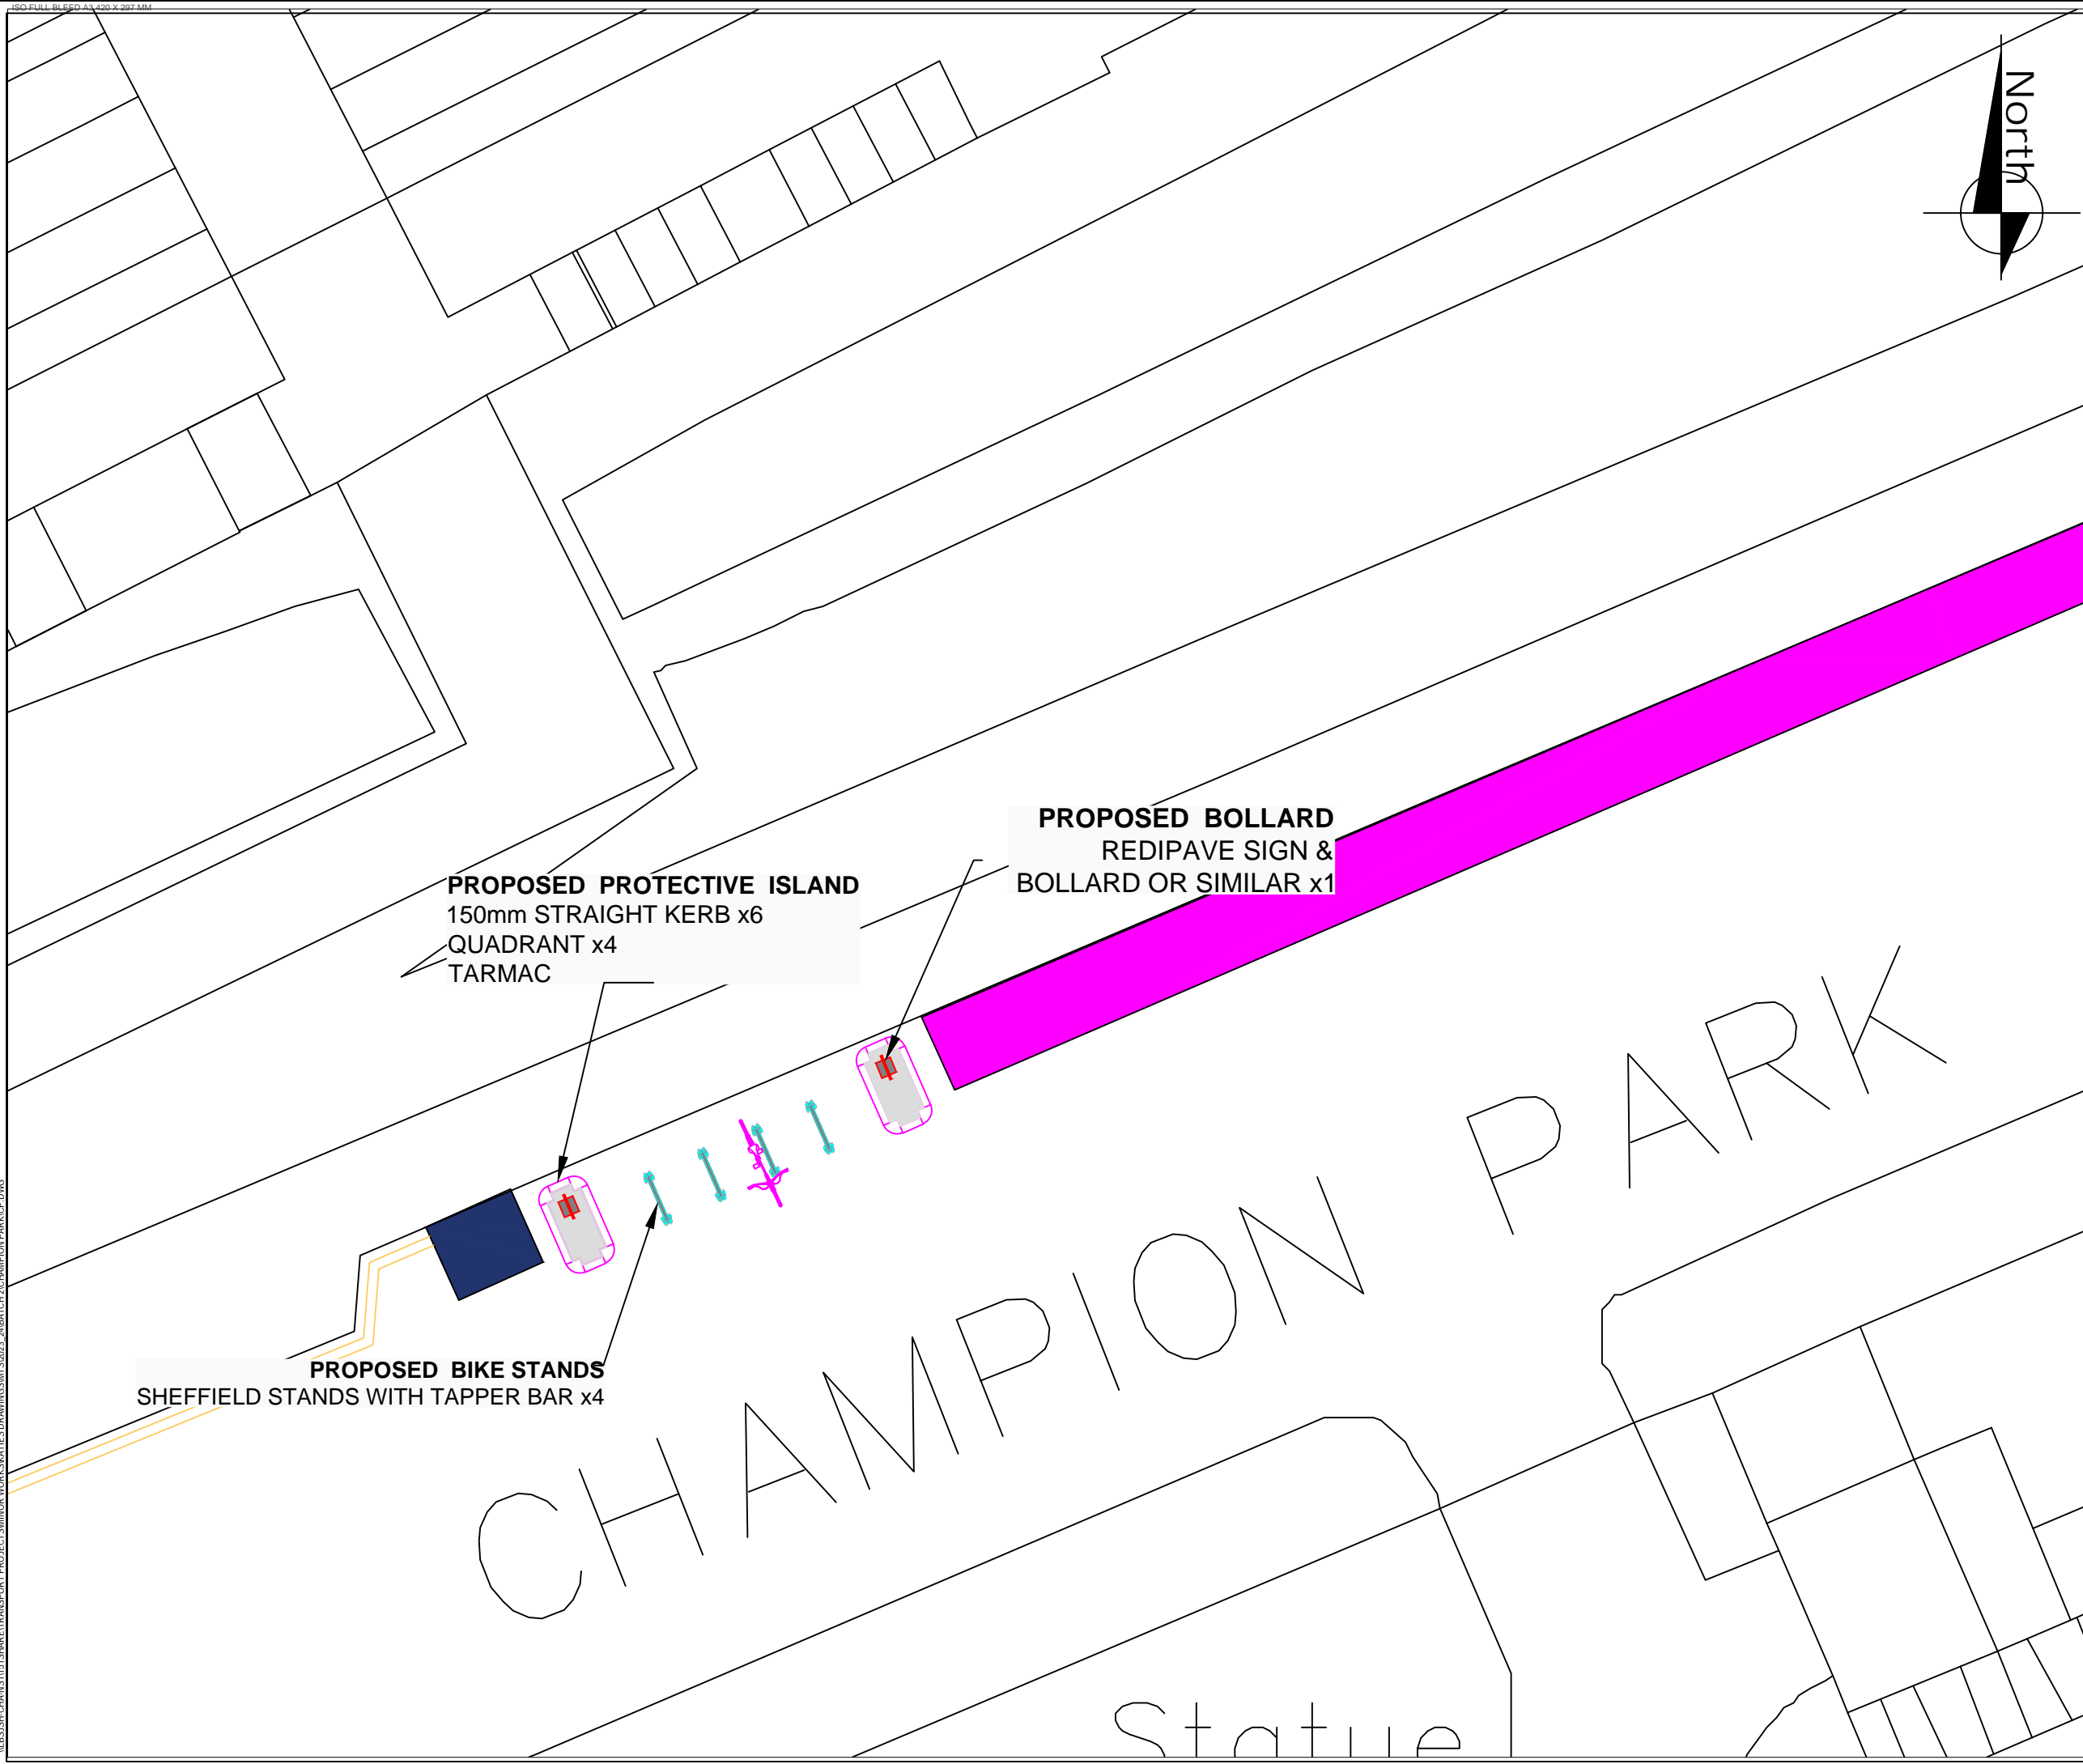 ISO FULL BLEED A3 420 X 297 MM
North
PROPOSED BOLLARD
REDIPAVE SIGN &
BOLLARD OR SIMILAR x1
PROPOSED PROTECTIVE ISLAND
150mm STRAIGHT KERB x6
QUADRANT x4
TARMAC
PROPOSED BIKE STANDS
SHEFFIELD STANDS WITH TAPPER BAR x4
CHAMPION PARK
Statue